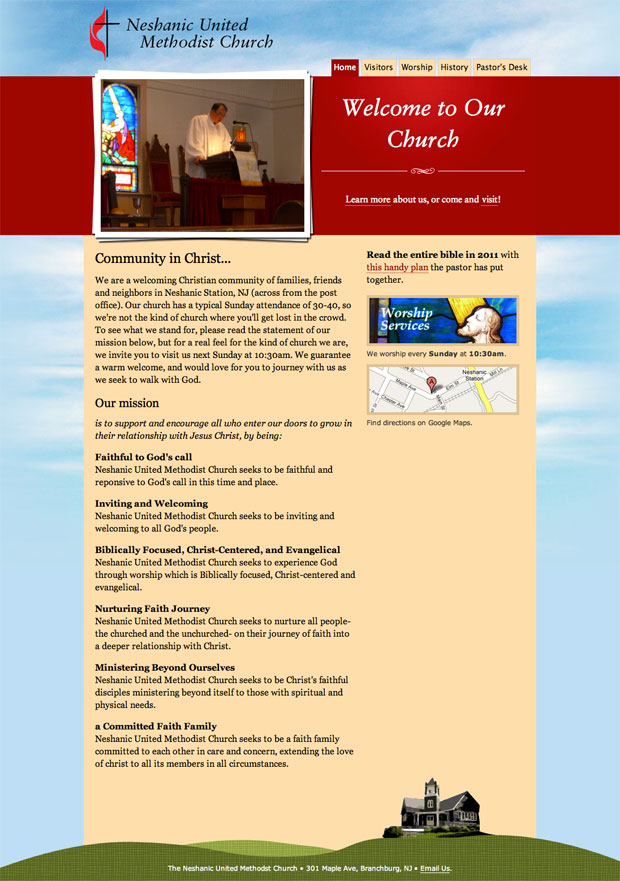 Neshanic United
Methodist Church
Home
Visitors
Worship
History
Pastor's Desk
Welcome to Our
Church
Learn more about us, or come and visit!
Community in Christ...
We are a welcoming Christian community of families, friends
and neighbors in Neshanic Station, NJ (across from the post
office). Our church has a typical Sunday attendance of 30-40, so
we're not the kind of church where you'll get lost in the crowd.
To see what we stand for, please read the statement of our
mission below, but for a real feel for the kind of church we are,
we invite you to visit us next Sunday at 10:30am. We guarantee
a warm welcome, and would love for you to journey with us as
we seek to walk with God.
Our mission
is to support and encourage all who enter our doors to grow in
their relationship with Jesus Christ, by being:
Faithful to God's call
Neshanic United Methodist Church seeks to be faithful and
reponsive to God's call in this time and place.
Inviting and Welcoming
Neshanic United Methodist Church seeks to be inviting and
welcoming to all God's people.
Biblically Focused, Christ-Centered, and Evangelical
Neshanic United Methodist Church seeks to experience God
through worship which is Biblically focused, Christ-centered and
evangelical.
Nurturing Faith Journey
Neshanic United Methodist Church seeks to nurture all people-
the churched and the unchurched- on their journey of faith into
a deeper relationship with Christ.
Ministering Beyond Ourselves
Neshanic United Methodist Church seeks to be Christ's faithful
disciples ministering beyond itself to those with spiritual and
physical needs.
a Committed Faith Family
Neshanic United Methodist Church seeks to be a faith family
committed to each other in care and concern, extending the love
of christ to all its members in all circumstances.
Read the entire bible in 2011 with
this handy plan the pastor has put
together.
Worship
Services
We worship every Sunday at 10:30am.
Neshanic
Station
Maple Ave
Elm St
Chester Ave
Mill Ln
A
Find directions on Google Maps.
The Neshanic United Methodst Church • 301 Maple Ave, Branchburg, NJ • Email Us.